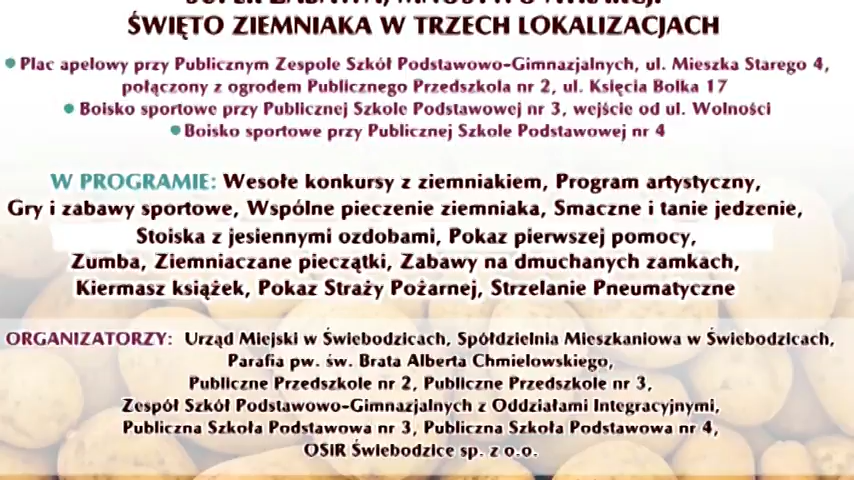 ŚWIĘTO ZIEMNIAKA W TRZECH LOKALIZACJACH
• Plac apelowy przy Publicznym Zespole Szkół Podstawowo-Gimnazjalnych, ul. Mieszka Starego 4,
połączony z ogrodem Publicznego Przedszkola nr 2, ul. Księcia Bolka 17
• Boisko sportowe przy Publicznej Szkole Podstawowej nr 3, wejście od ul. Wolności
• Boisko sportowe przy Publicznej Szkole Podstawowej nr 4
W PROGRAMIE: Wesołe konkursy z ziemniakiem, Program artystyczny,
Gry i zabawy sportowe, Wspólne pieczenie ziemniaka, Smaczne i tanie jedzenie,
Stoiska z jesiennymi ozdobami, Pokaz pierwszej pomocy,
Zumba, Ziemniaczane pieczątki, Zabawy na dmuchanych zamkach,
Kiermasz książek, Pokaz Straży Pożarnej, Strzelanie Pneumatyczne
ORGANIZATORZY: Urząd Miejski w Świebodzicach, Spółdzielnia Mieszkaniowa w Świebodzicach,
Parafia pw. św. Brata Alberta Chmielowskiego,
Publiczne Przedszkole nr 2, Publiczne Przedszkole nr 3,
Zespół Szkół Podstawowo-Gimnazjalnych z Oddziałami Integracyjnymi,
Publiczna Szkoła Podstawowa nr 3, Publiczna Szkoła Podstawowa nr 4,
OSiR Świebodzice sp. z o.o.